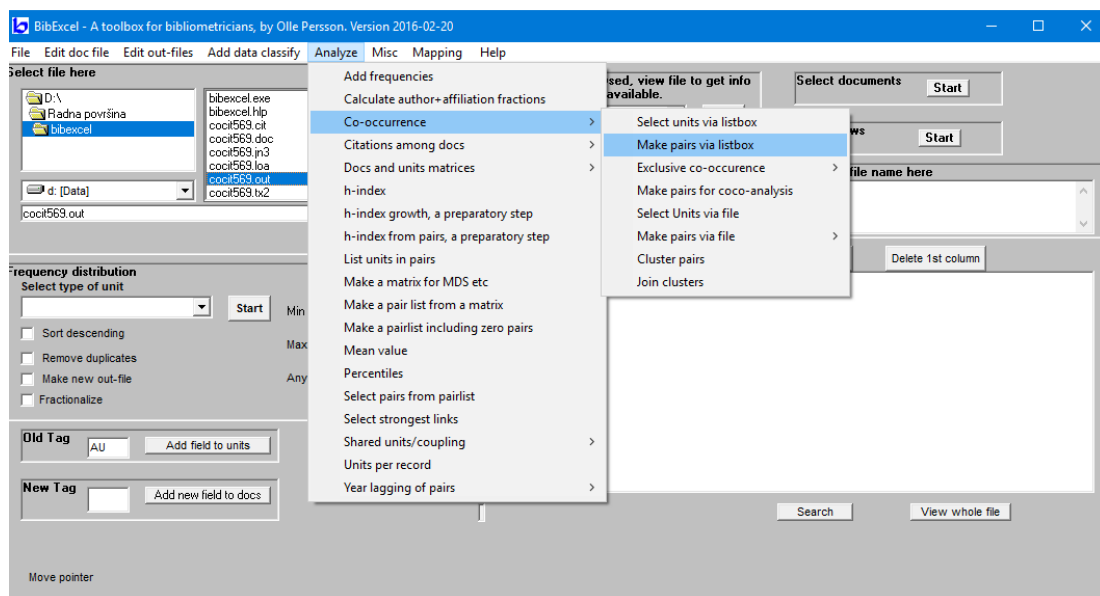 BibExcel - A toolbox for bibliometricians, by Olle Persson. Version 2016-02-20
File Edit doc file Edit out-files Add data classify Analyze Misc Mapping Help
Select file here
D:\
Radna površina
bibexcel
bibexcel.exe
bibexcel.hlp
cocit569.cit
cocit569.doc
cocit569.jn3
cocit569.loa
cocit569.out
cocit569.tx2
d: [Data]
cocit569.out
Frequency distribution
Select type of unit
Start
Min
Sort descending
Max
Remove duplicates
Make new out-file
Any
Fractionalize
Old Tag
AU
Add field to units
New Tag
Add new field to docs
Move pointer
Add frequencies
Calculate author+affiliation fractions
Co-occurrence
Citations among docs
Docs and units matrices
h-index
h-index growth, a preparatory step
h-index from pairs, a preparatory step
List units in pairs
Make a matrix for MDS etc
Make a pair list from a matrix
Make a pairlist including zero pairs
Mean value
Percentiles
Select pairs from pairlist
Select strongest links
Shared units/coupling
Units per record
Year lagging of pairs
Select units via listbox
Make pairs via listbox
Exclusive co-occurence
Make pairs for coco-analysis
Select Units via file
Make pairs via file
Cluster pairs
Join clusters
sed, view file to get info
available.
Select documents
Start
ws
Start
file name here
Delete 1st column
Search
View whole file